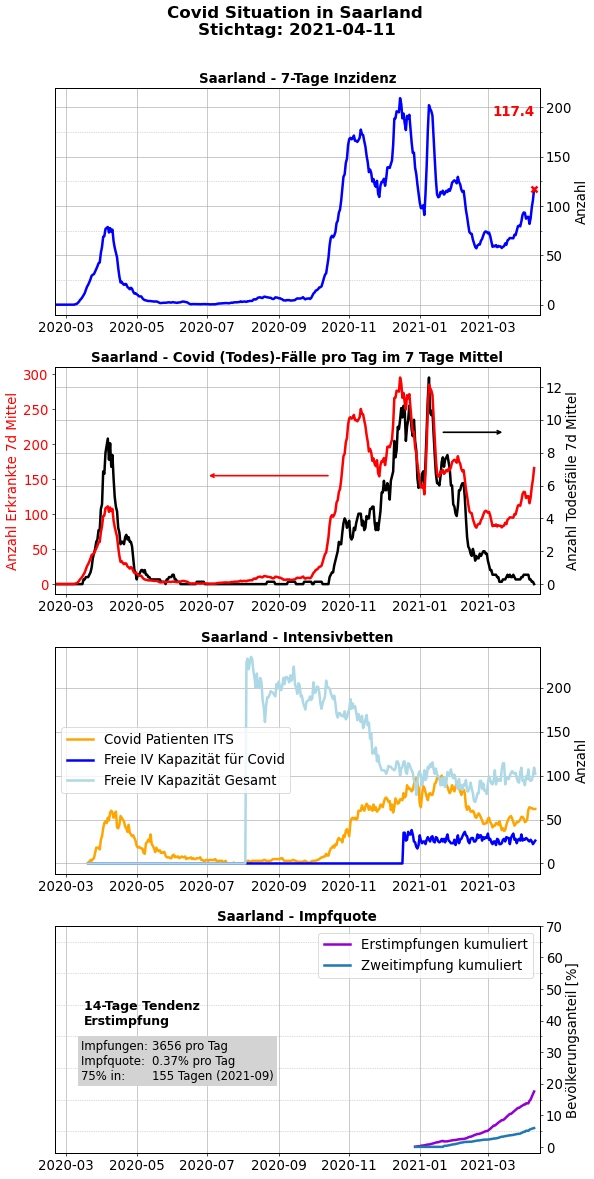 Covid Situation in Saarland
Stichtag: 2021-04-11
Saarland - 7-Tage Inzidenz
117.4
200
150
100
50
0
Anzahl
2020-03 2020-05 2020-07 2020-09 2020-11 2021-01 2021-03
Saarland - Covid (Todes)-Fälle pro Tag im 7 Tage Mittel
Anzahl Erkrankte 7d Mittel
300
250
200
150
100
50
0
12
10
8
6
4
2
0
Anzahl Todesfälle 7d Mittel
2020-03 2020-05 2020-07 2020-09 2020-11 2021-01 2021-03
Saarland - Intensivbetten
Covid Patienten ITS
Freie IV Kapazität für Covid
Freie IV Kapazität Gesamt
200
150
100
50
0
Anzahl
2020-03 2020-05 2020-07 2020-09 2020-11 2021-01 2021-03
Saarland - Impfquote
Erstimpfungen kumuliert
Zweitimpfung kumuliert
14-Tage Tendenz
Erstimpfung
Impfungen: 3656 pro Tag
Impfquote: 0.37% pro Tag
75% in: 155 Tagen (2021-09)
70
60
50
40
30
20
10
0
Bevölkerungsanteil [%]
2020-03 2020-05 2020-07 2020-09 2020-11 2021-01 2021-03